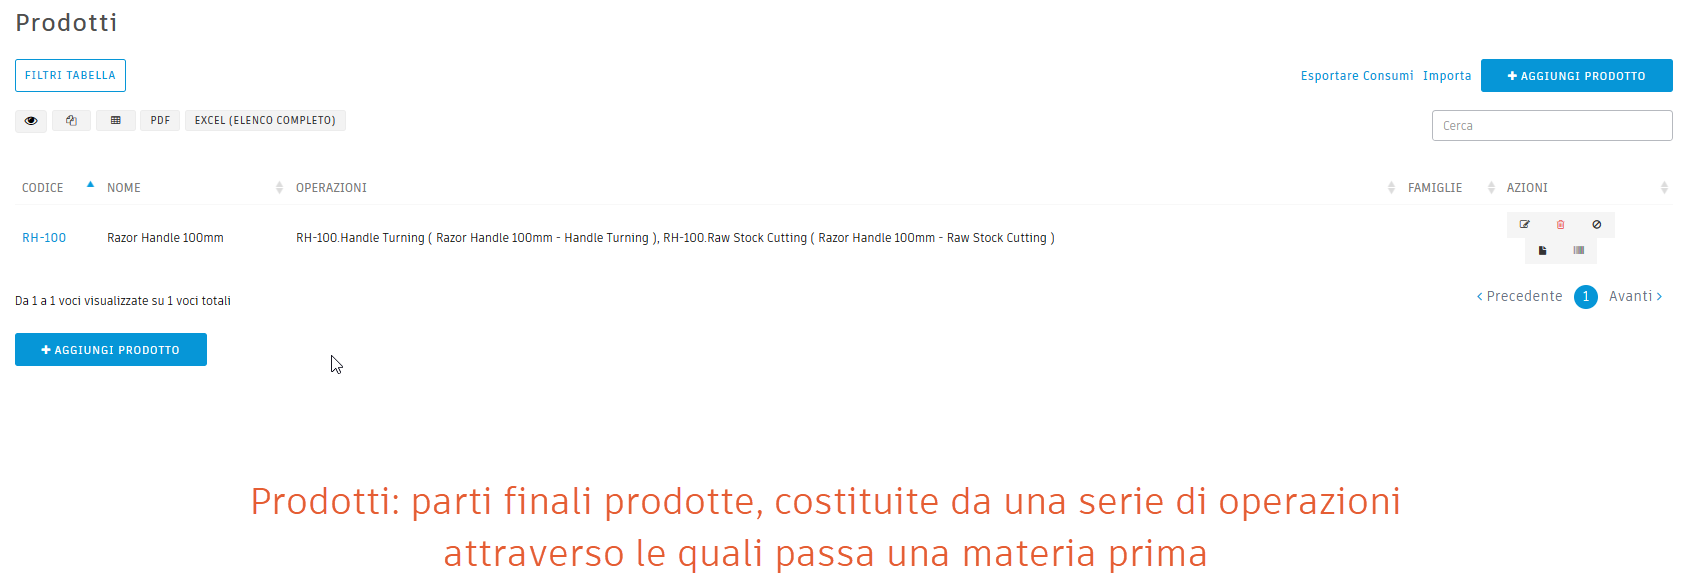 Prodotti
FILTRI TABELLA
Esportare Consumi Importa AGGIUNGI PRODOTTO
PDF EXCEL (ELENCO COMPLETO)
Cerca
CODICE NOME OPERAZIONI FAMIGLIE AZIONI
RH-100 Razor Handle 100mm RH-100.Handle Turning ( Razor Handle 100mm - Handle Turning ), RH-100.Raw Stock Cutting ( Razor Handle 100mm - Raw Stock Cutting )
Da 1 a 1 voci visualizzate su 1 voci totali
Precedente 1 Avanti
AGGIUNGI PRODOTTO
Prodotti: parti finali prodotte, costituite da una serie di operazioni
attraverso le quali passa una materia prima